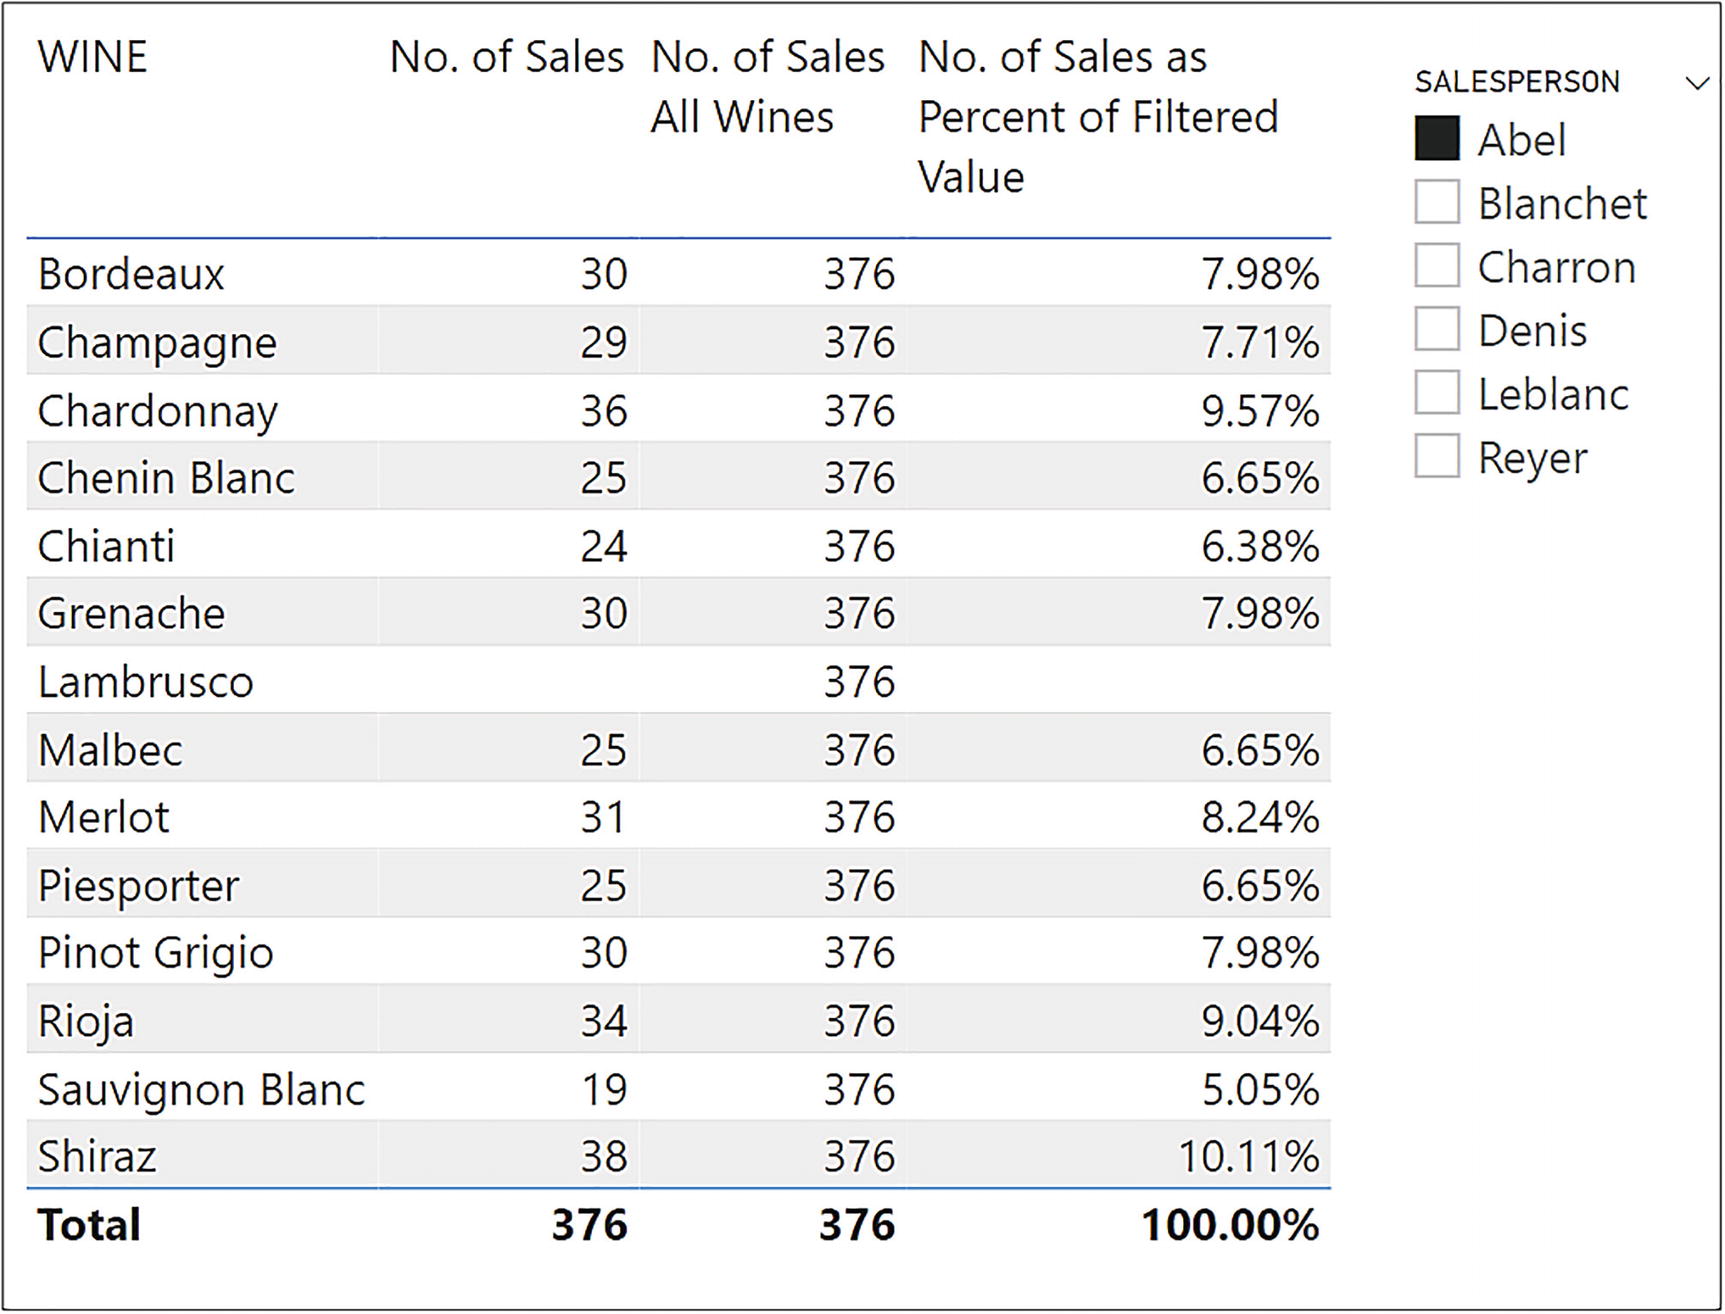 WINE No. of Sales No. of Sales No. of Sales as
All Wines Percent of Filtered
Value
Bordeaux 30 376 7.98%
Champagne 29 376 7.71%
Chardonnay 36 376 9.57%
Chenin Blanc 25 376 6.65%
Chianti 24 376 6.38%
Grenache 30 376 7.98%
Lambrusco 376
Malbec 25 376 6.65%
Merlot 31 376 8.24%
Piesporter 25 376 6.65%
Pinot Grigio 30 376 7.98%
Rioja 34 376 9.04%
Sauvignon Blanc 19 376 5.05%
Shiraz 38 376 10.11%
Total 376 376 100.00%
SALESPERSON
Abel
Blanchet
Charron
Denis
Leblanc
Reyer